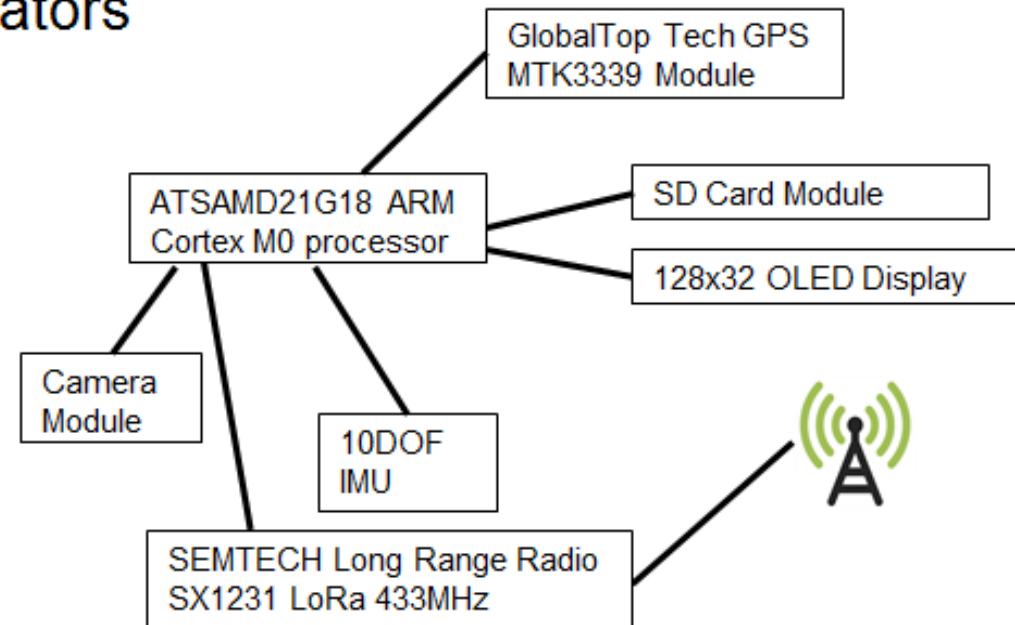 ators
GlobalTop Tech GPS
MTK3339 Module
ATSAMD21G18 ARM
Cortex M0 processor
SD Card Module
128x32 OLED Display
Camera
Module
10DOF
IMU
SEMTECH Long Range Radio
SX1231 LoRa 433MHz